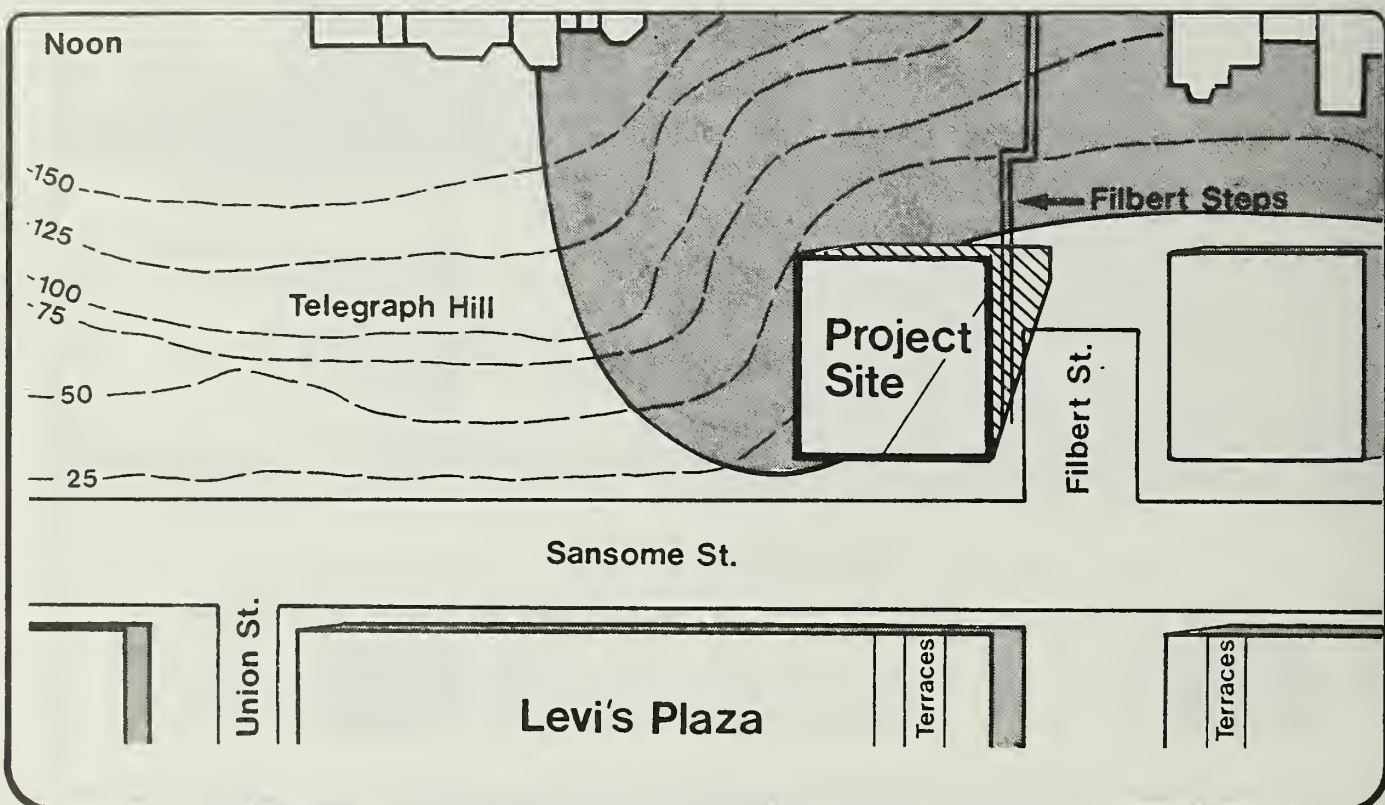 Noon
-150
-125
Filbert Steps
-100
Telegraph Hill
-75
Project
Site
-50
Filbert St.
-25
Sansome St.
Union St.
Levi's Plaza
Terraces
Terraces